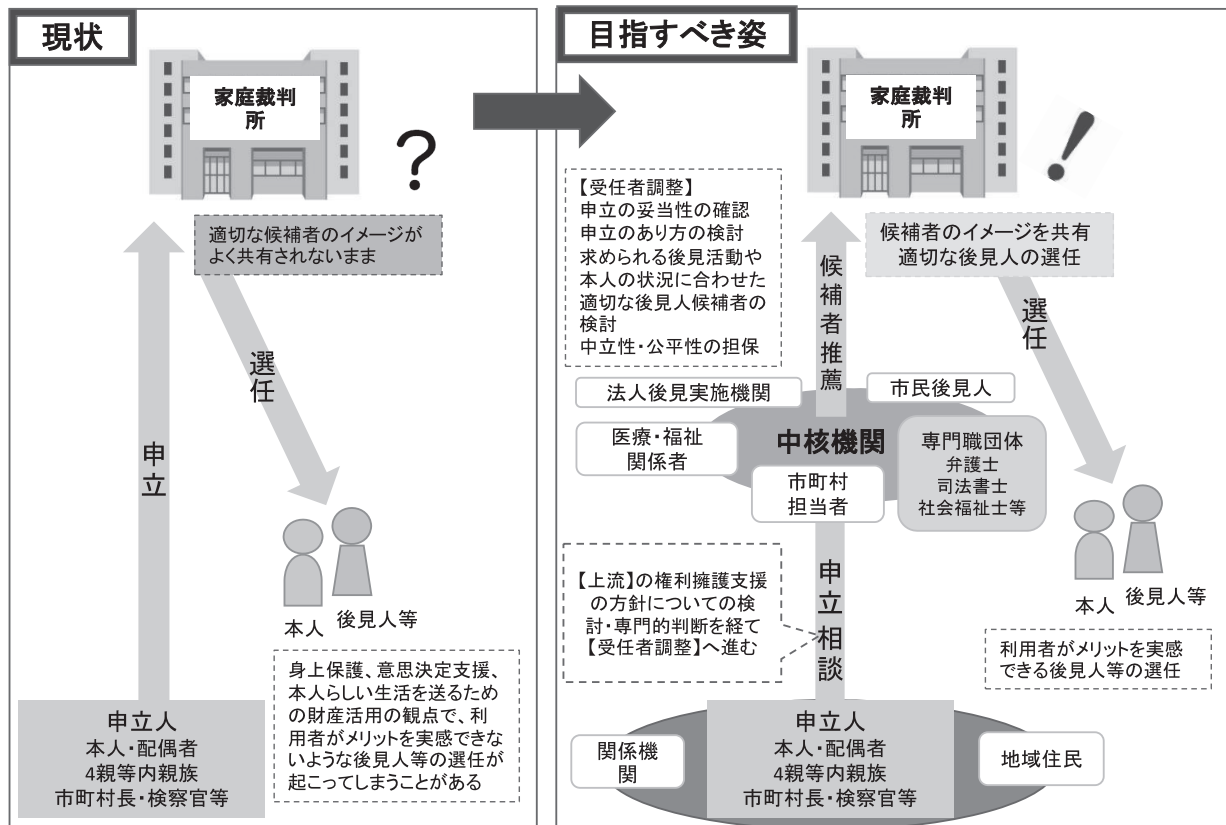 現状
家庭裁判
所
?
適切な候補者のイメージが
よく共有されないまま
申立
選任
本人
後見人等
申立人
本人・配偶者
4親等内親族
市町村長・検察官等
身上保護、意思決定支援、
本人らしい生活を送るため
の財産活用の観点で、利
用者がメリットを実感できな
いような後見人等の選任が
起こってしまうことがある
目指すべき姿
家庭裁判
所
!
【受任者調整】
申立の妥当性の確認
申立のあり方の検討
求められる後見活動や
本人の状況に合わせた
適切な後見人候補者の
検討
中立性・公平性の担保
候補者推薦
候補者のイメージを共有
適切な後見人の選任
選任
法人後見実施機関
市民後見人
医療・福祉
関係者
中核機関
専門職団体
弁護士
司法書士
社会福祉士等
市町村
担当者
【上流】の権利擁護支援
の方針についての検
討・専門的判断を経て
【受任者調整】へ進む
申立相談
本人
後見人等
利用者がメリットを実感
できる後見人等の選任
関係機
関
申立人
本人・配偶者
4親等内親族
市町村長・検察官等
地域住民